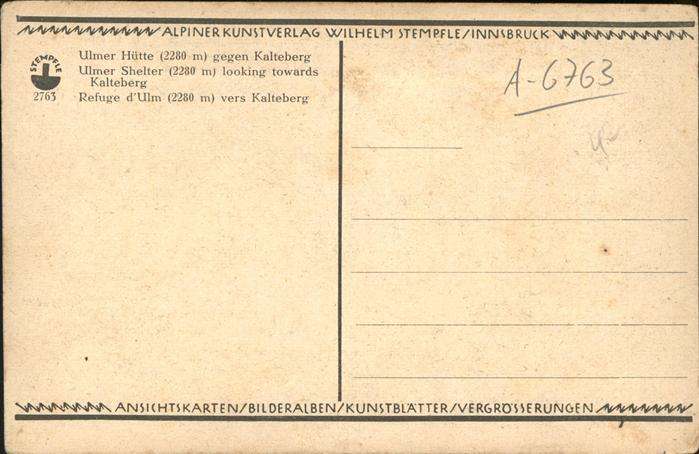 ALPINER KUNSTVERLAG WILHELM STEMPFLE/INNSBRUCK
STEMPFLE
2763
Ulmer Hütte (2280 m) gegen Kalteberg
Ulmer Shelter (2280 m) looking towards
Kalteberg
Refuge d'Ulm (2280 m) vers Kalteberg
A-6763
ANSICHTSKARTEN/BILDERALBEN/KUNSTBLÄTTER/VERGRÖSSERUNGEN